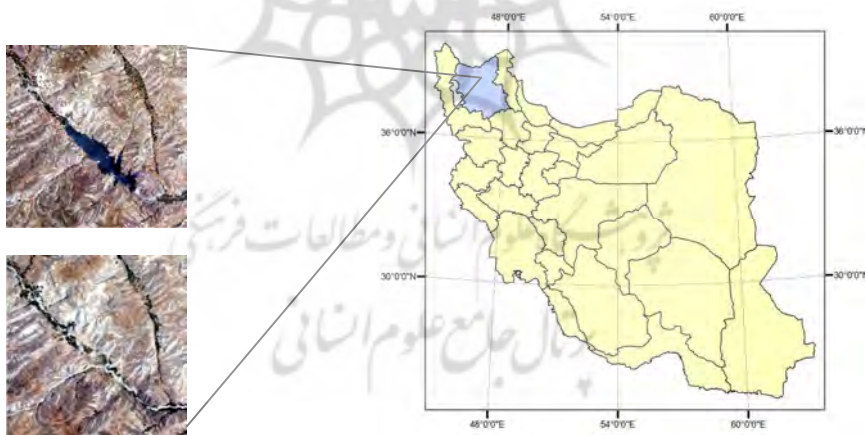 48°0'0"E 54°0'0"E 60°0'0"E
36°0'0"N 36°0'0"N
پژوهشگاه علوم انسانی و مطالعات فرهنگی
30°0'0"N 30°0'0"N
پرتال جامع علوم انسانی
48°0'0"E 54°0'0"E 60°0'0"E